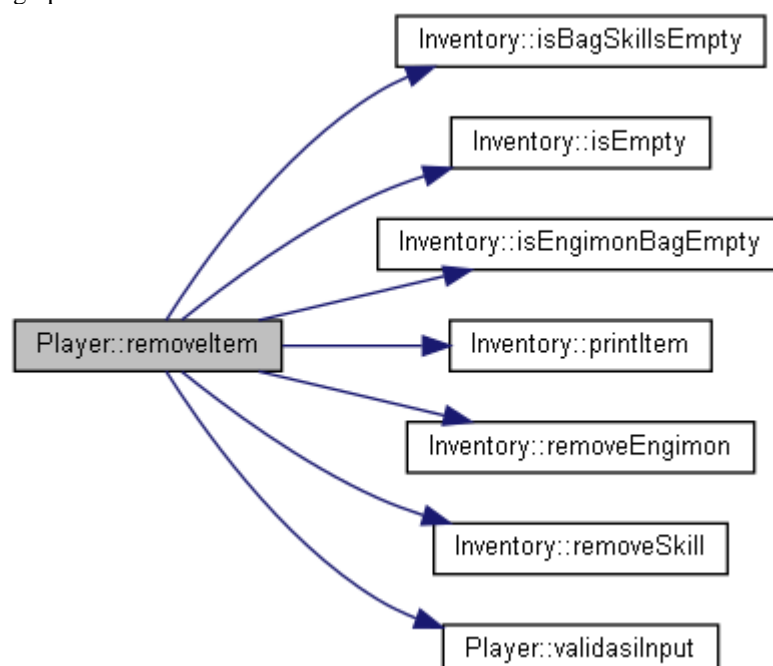 Inventory::isBagSkillsEmpty
Inventory::isEmpty
Inventory::isEngimonBagEmpty
Player::removeItem
Inventory::printItem
Inventory::removeEngimon
Inventory::removeSkill
Player::validasiInput